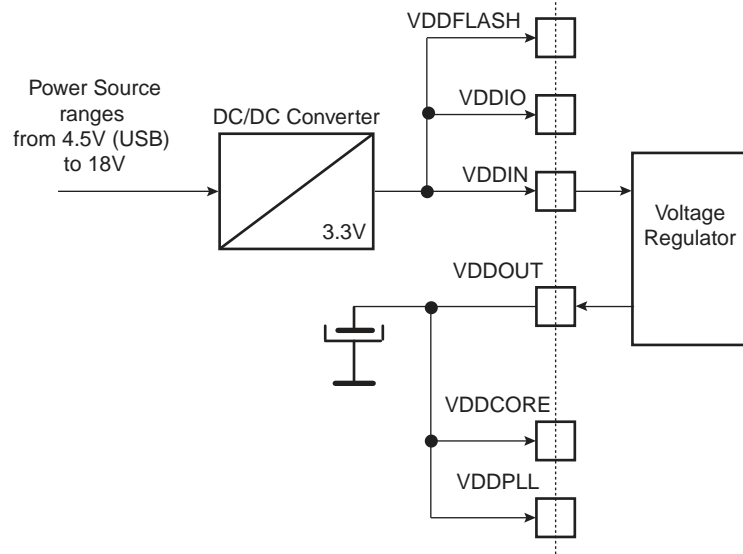 VDDFLASH
Power Source
ranges
from 4.5V (USB)
to 18V
DC/DC Converter
VDDIO
VDDIN
3.3V
Voltage
Regulator
VDDOUT
VDDCORE
VDDPLL